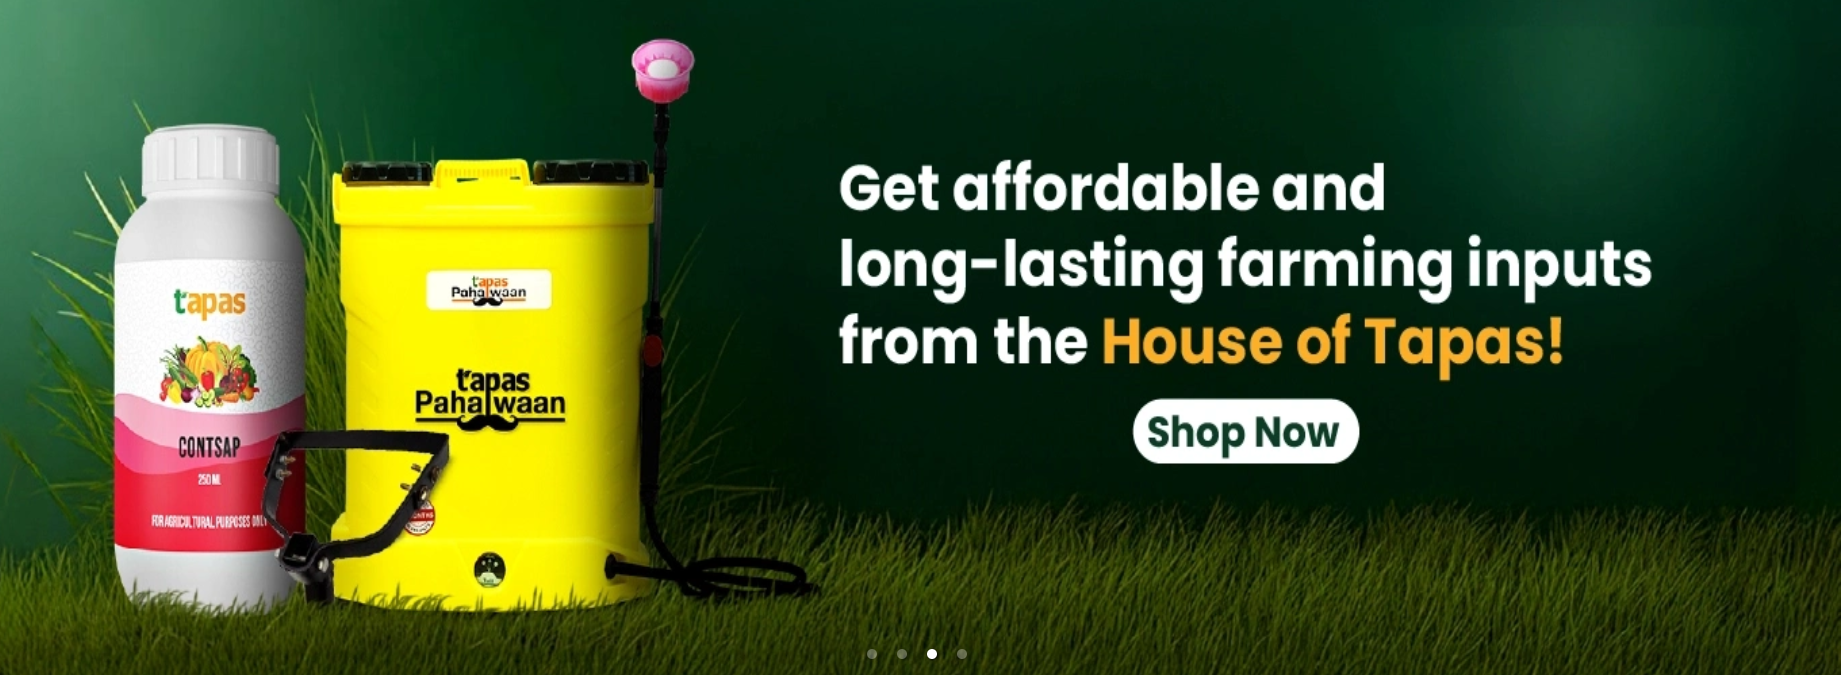 tapas
CONTSAP
250 ML
FOR AGRICULTURAL PURPOSES ONLY
tapas
Pahalwaan
tapas
Pahalwaan
Get affordable and
long-lasting farming inputs
from the House of Tapas!
Shop Now